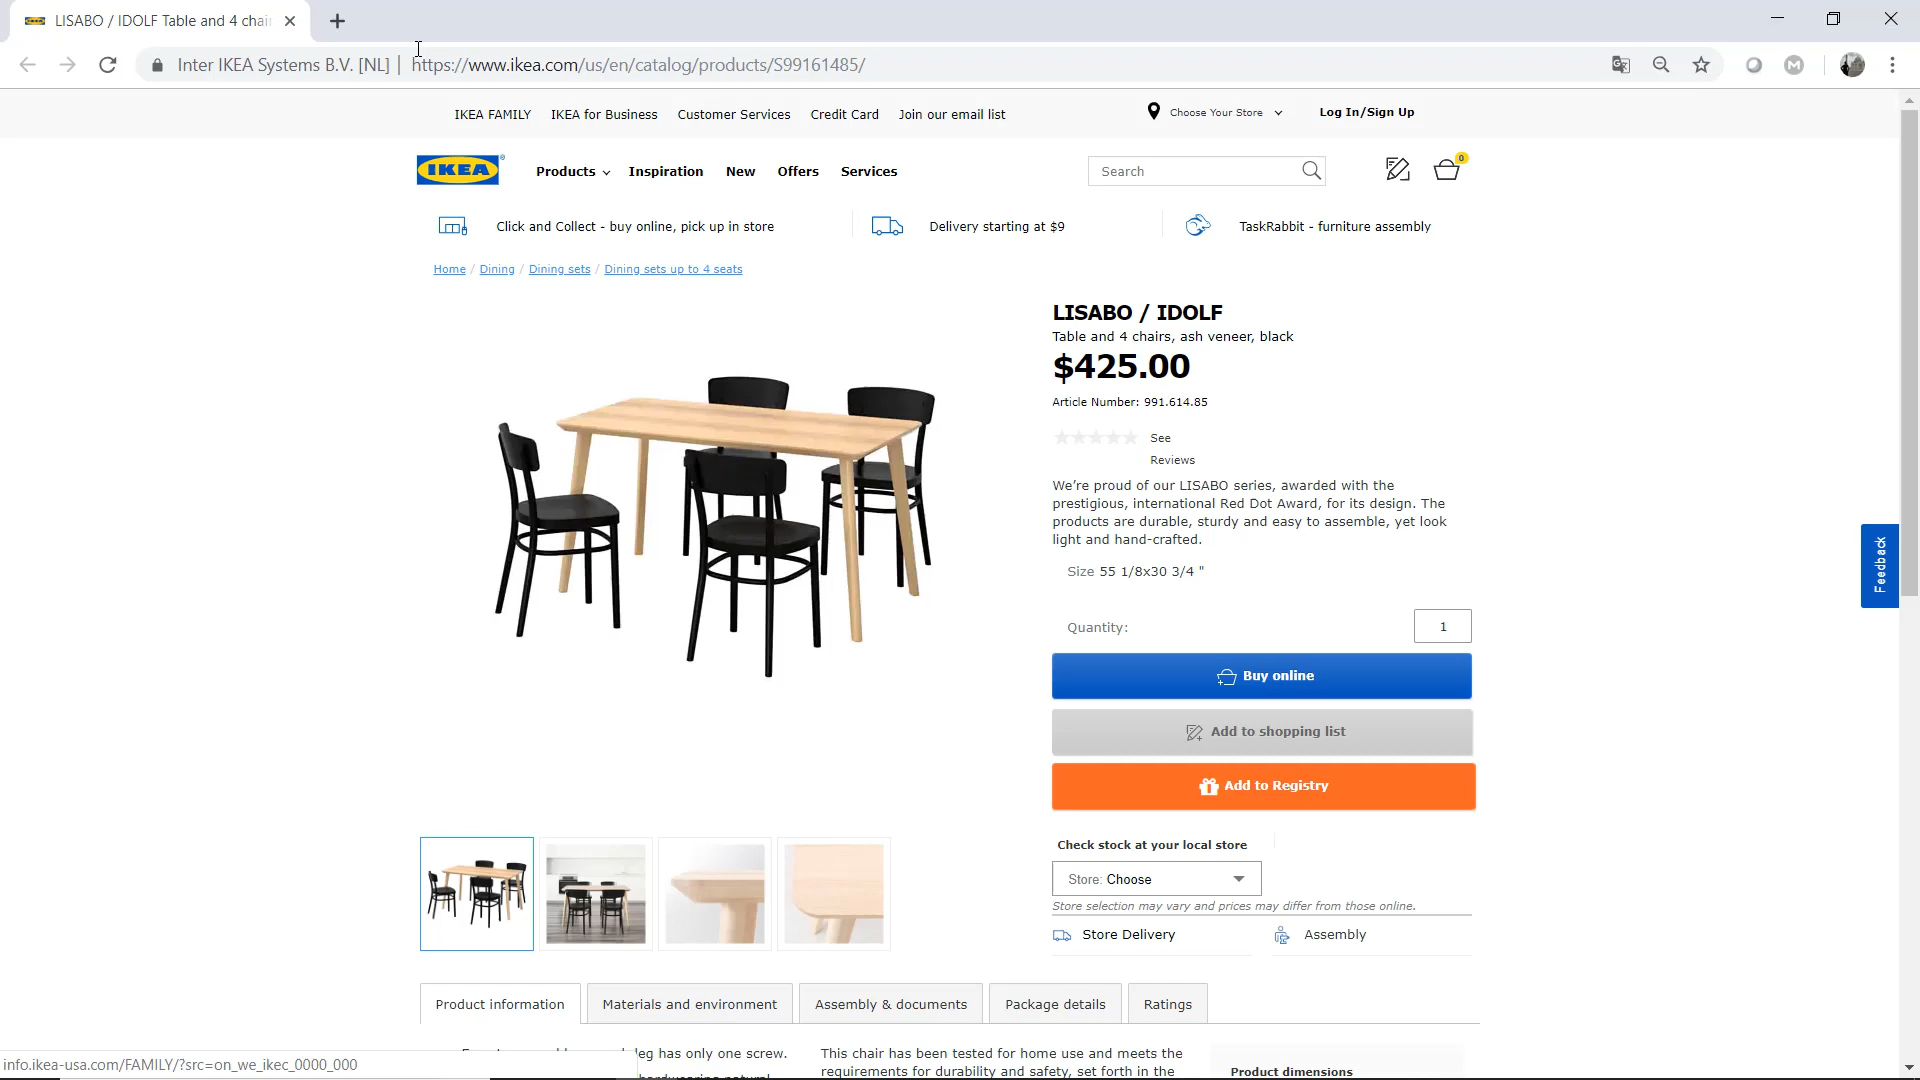 LISABO / IDOLF Table and 4 chai
Inter IKEA Systems B.V. [NL] | https://www.ikea.com/us/en/catalog/products/S99161485/
IKEA FAMILY IKEA for Business Customer Services Credit Card Join our email list Choose Your Store Log In/Sign Up
IKEA Products Inspiration New Offers Services Search 0
Click and Collect - buy online, pick up in store Delivery starting at $9 TaskRabbit - furniture assembly
Home / Dining / Dining sets / Dining sets up to 4 seats
LISABO / IDOLF
Table and 4 chairs, ash veneer, black
$425.00
Article Number: 991.614.85
See
Reviews
We’re proud of our LISABO series, awarded with the
prestigious, international Red Dot Award, for its design. The
products are durable, sturdy and easy to assemble, yet look
light and hand-crafted.
Size 55 1/8x30 3/4 "
Feedback
Quantity: 1
Buy online
Add to shopping list
Add to Registry
Check stock at your local store
Store: Choose
Store selection may vary and prices may differ from those online.
Store Delivery Assembly
Product information Materials and environment Assembly & documents Package details Ratings
leg has only one screw.
This chair has been tested for home use and meets the
requirements for durability and safety, set forth in the
Product dimensions
info.ikea-usa.com/FAMILY/?src=on_we_ikec_0000_000